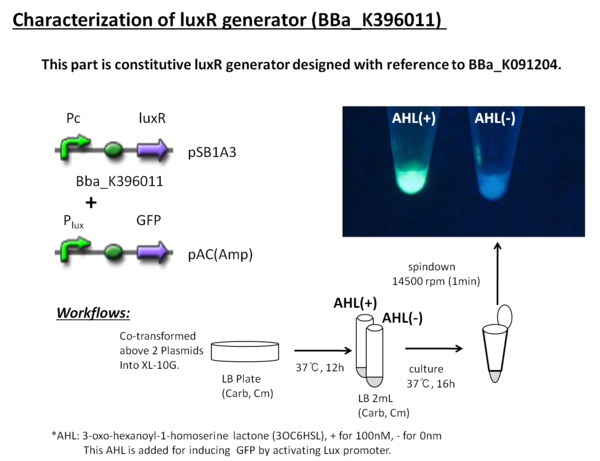 Characterization of luxR generator (BBa_K396011)
This part is constitutive luxR generator designed with reference to BBa_K091204.
Pc luxR
pSB1A3
Bba_K396011
+
Plux GFP
pAC(Amp)
AHL(+) AHL(-)
spindown
14500 rpm (1min)
Workflows:
Co-transformed
above 2 Plasmids
Into XL-10G.
LB Plate
(Carb, Cm)
37℃, 12h
AHL(+)
AHL(-)
LB 2mL
(Carb, Cm)
culture
37℃, 16h
*AHL: 3-oxo-hexanoyl-1-homoserine lactone (3OC6HSL), + for 100nM, - for 0nm
This AHL is added for inducing GFP by activating Lux promoter.